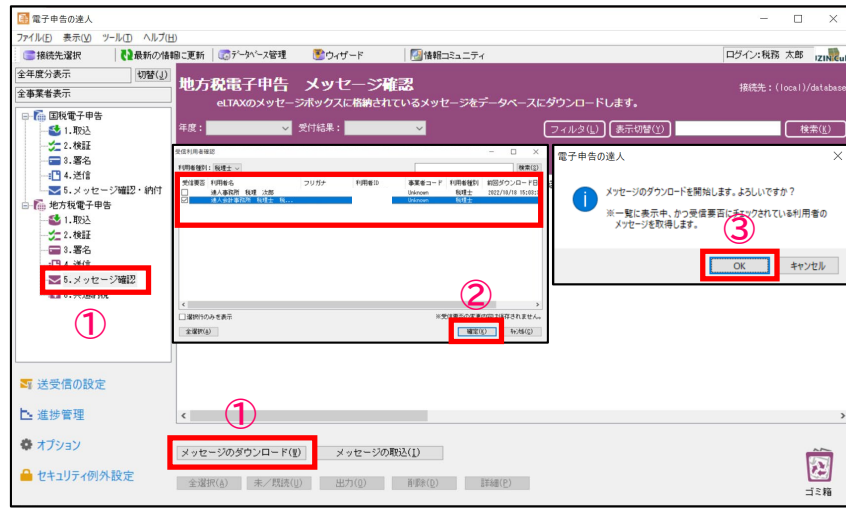 電子申告の達人
ファイル(F) 表示(V) ツール(T) ヘルプ(H)
接続先選択 最新の情報に更新 データベース管理 ウィザード 情報コミュニティ ログイン:税務 太郎
全年度分表示 切替(J)
全事業者表示
地方税電子申告 メッセージ確認
接続先:(local)/database
eLTAXのメッセージボックスに格納されているメッセージをデータベースにダウンロードします。
年度: 受付結果: フィルタ(L) 表示切替(Y) 検索(K)
国税電子申告
1.取込
2.検証
3.署名
4.送信
5.メッセージ確認・納付
地方税電子申告
1.取込
2.検証
3.署名
4.送信
5.メッセージ確認
①
受信利用者確認
利用者種別: 税理士 検索(S)
受信要否 利用者名 フリガナ 利用者ID 事業者コード 利用者種別 前回ダウンロード日
達人事務所 税理 次郎 Unknown 税理士
達人会計事務所 税理士 税... Unknown 税理士
②
選択行のみを表示
全選択(A) 確定(K) キャンセル(C)
電子申告の達人
メッセージのダウンロードを開始します。よろしいですか?
※一覧に表示中、かつ受信要否にチェックされている利用者の
メッセージを取得します。
③
OK キャンセル
送受信の設定
進捗管理
オプション
セキュリティ例外設定
①
メッセージのダウンロード(W) メッセージの取込(I)
全選択(A) 未/既読(U) 出力(O) 削除(D) 詳細(P)
ゴミ箱